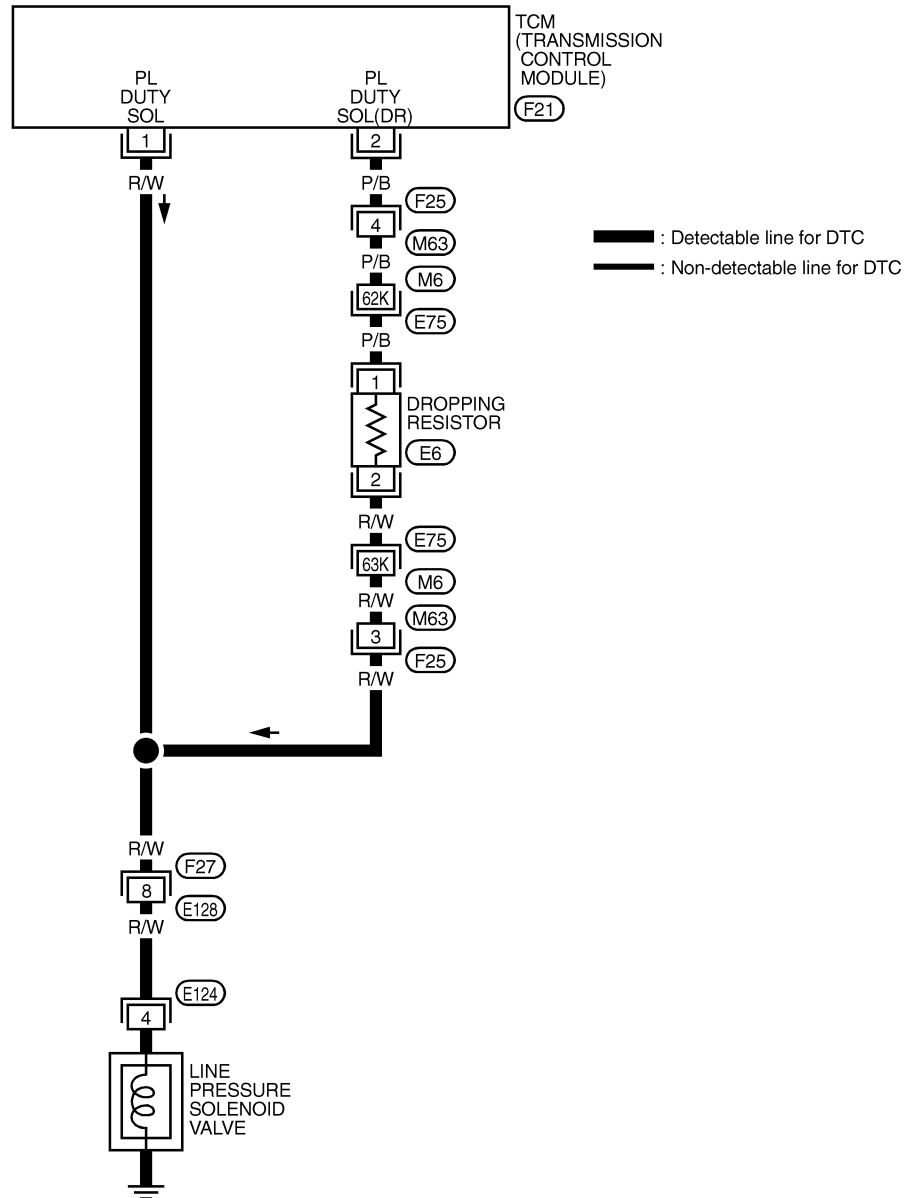 TCM
(TRANSMISSION
CONTROL
MODULE)
F21
PL
DUTY
SOL
PL
DUTY
SOL(DR)
1
2
R/W
P/B
F25
4
M63
P/B
M6
62K
E75
P/B
: Detectable line for DTC
: Non-detectable line for DTC
1
DROPPING
RESISTOR
E6
2
R/W
E75
63K
M6
R/W
M63
3
F25
R/W
R/W
F27
8
E128
R/W
E124
4
LINE
PRESSURE
SOLENOID
VALVE